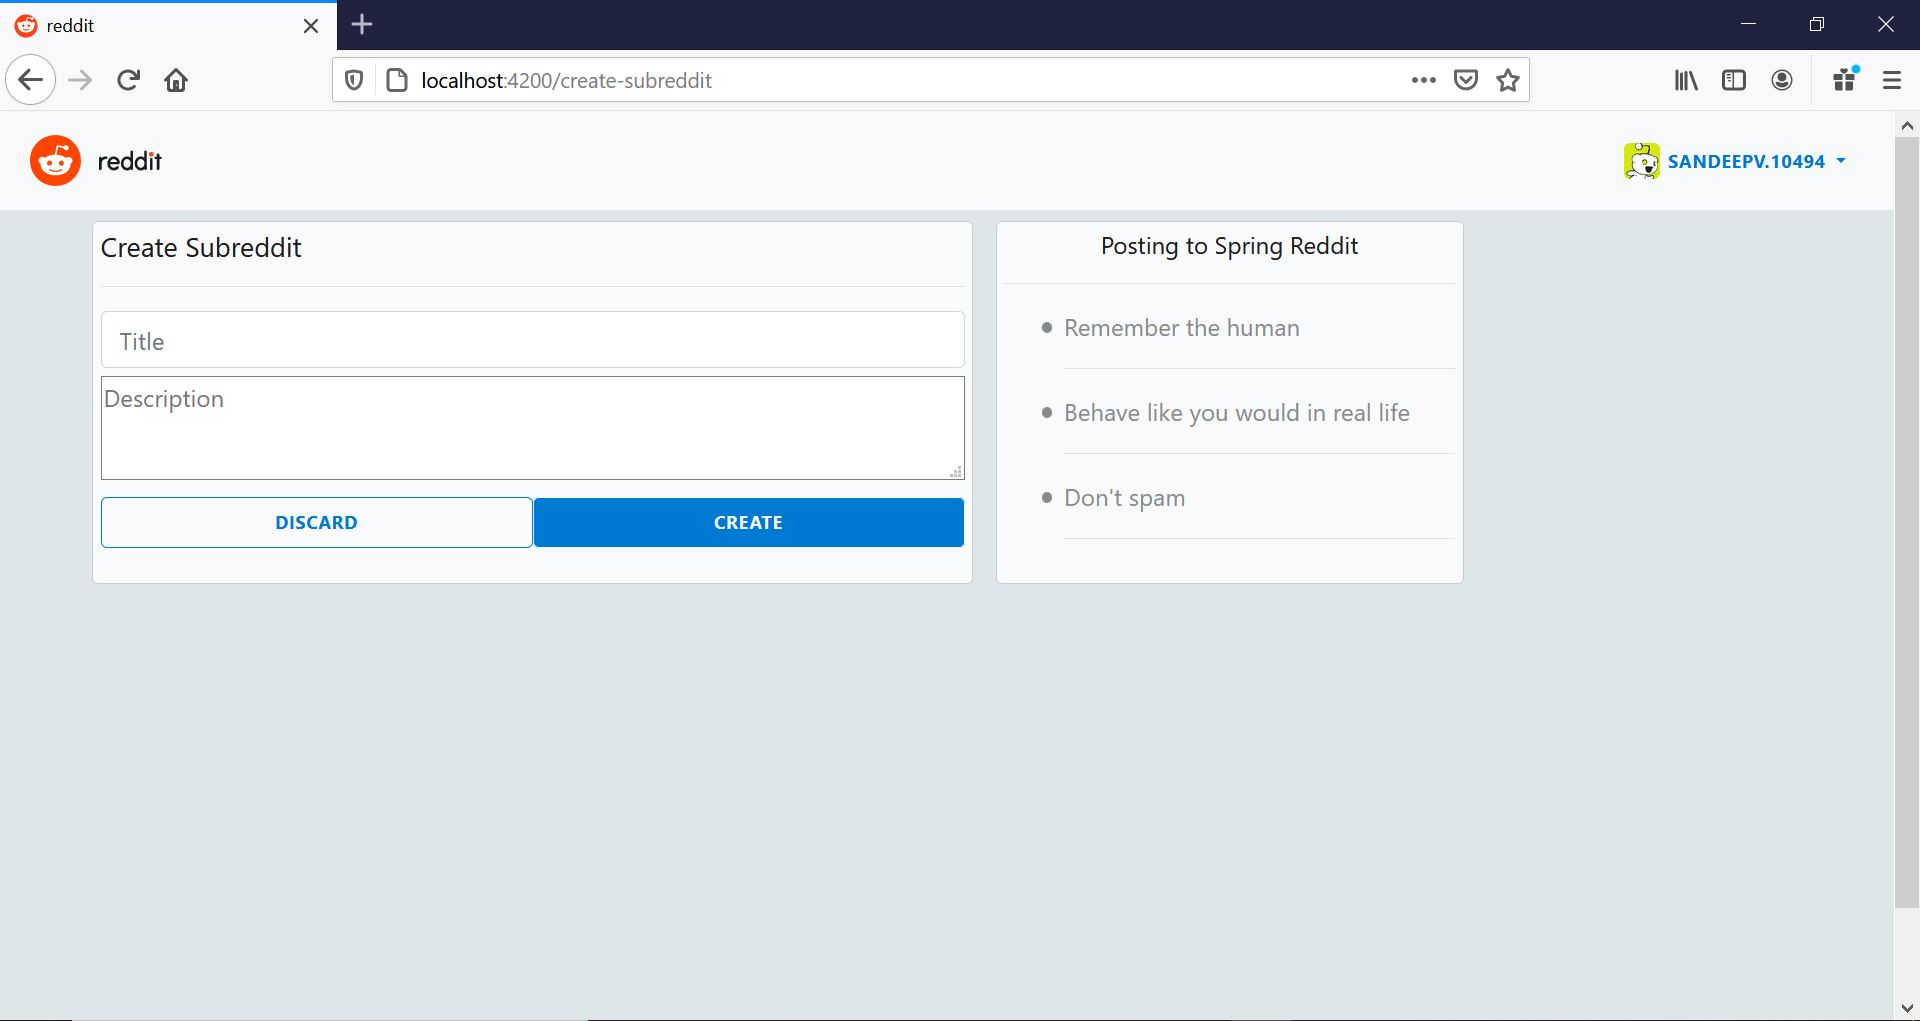 reddit
localhost:4200/create-subreddit
reddit
SANDEEPV.10494
Create Subreddit
Title
Description
DISCARD
CREATE
Posting to Spring Reddit
Remember the human
Behave like you would in real life
Don't spam